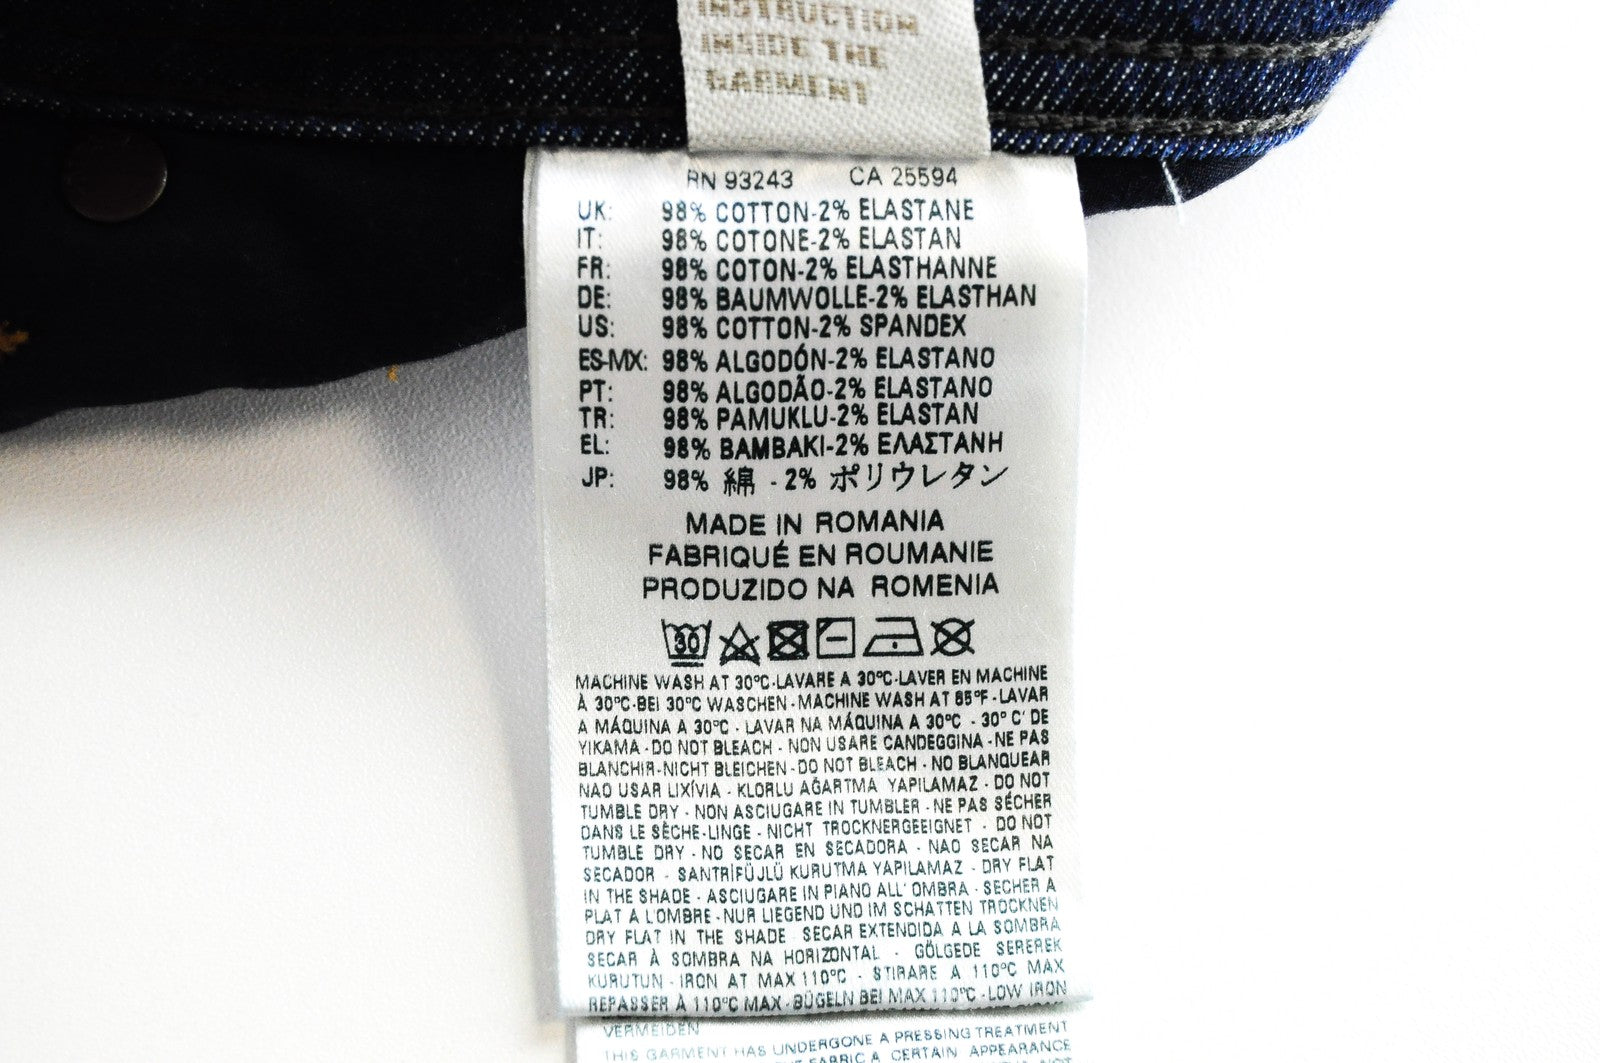 INSTRUCTION
INSIDE THE
GARMENT
RN 93243 CA 25594
UK: 98% COTTON-2% ELASTANE
IT: 98% COTONE-2% ELASTAN
FR: 98% COTON-2% ELASTHANNE
DE: 98% BAUMWOLLE-2% ELASTHAN
US: 98% COTTON-2% SPANDEX
ES-MX: 98% ALGODÓN-2% ELASTANO
PT: 98% ALGODÃO-2% ELASTANO
TR: 98% PAMUKLU-2% ELASTAN
EL: 98% BAMBAKI-2% ΕΛΑΣΤΑΝΗ
JP: 98% 綿 - 2% ポリウレタン
MADE IN ROMANIA
FABRIQUÉ EN ROUMANIE
PRODUZIDO NA ROMENIA
30
MACHINE WASH AT 30°C-LAVARE A 30°C-LAVER EN MACHINE
À 30°C-BEI 30°C WASCHEN-MACHINE WASH AT 85°F-LAVAR
A MÁQUINA A 30°C - LAVAR NA MÁQUINA A 30°C - 30° C' DE
YIKAMA-DO NOT BLEACH - NON USARE CANDEGGINA-NE PAS
BLANCHIR-NICHT BLEICHEN-DO NOT BLEACH-NO BLANQUEAR
NAO USAR LIXÍVIA - KLORLU AĞARTMA YAPILAMAZ - DO NOT
TUMBLE DRY - NON ASCIUGARE IN TUMBLER-NE PAS SÉCHER
DANS LE SÈCHE-LINGE - NICHT TROCKNERGEEIGNET - DO NOT
TUMBLE DRY - NO SECAR EN SECADORA - NAO SECAR NA
SECADOR - SANTRİFÜJLÜ KURUTMA YAPILAMAZ - DRY FLAT
IN THE SHADE - ASCIUGARE IN PIANO ALL' OMBRA - SECHER A
PLAT A L'OMBRE-NUR LIEGEND UND IM SCHATTEN TROCKNEN
DRY FLAT IN THE SHADE SECAR EXTENDIDA A LA SOMBRA
SECAR À SOMBRA NA HORIZONTAL - GÖLGEDE SEREREK
KURUTUN - IRON AT MAX 110°C - STIRARE A 110°C MAX
REPASSER À 110°C MAX-BÜGELN BEI MAX 110°C-LOW IRON
VERMEIDEN
THIS GARMENT HAS UNDERGONE A PRESSING TREATMENT
FABRIC A CERTAIN APPEARANCE
NOT